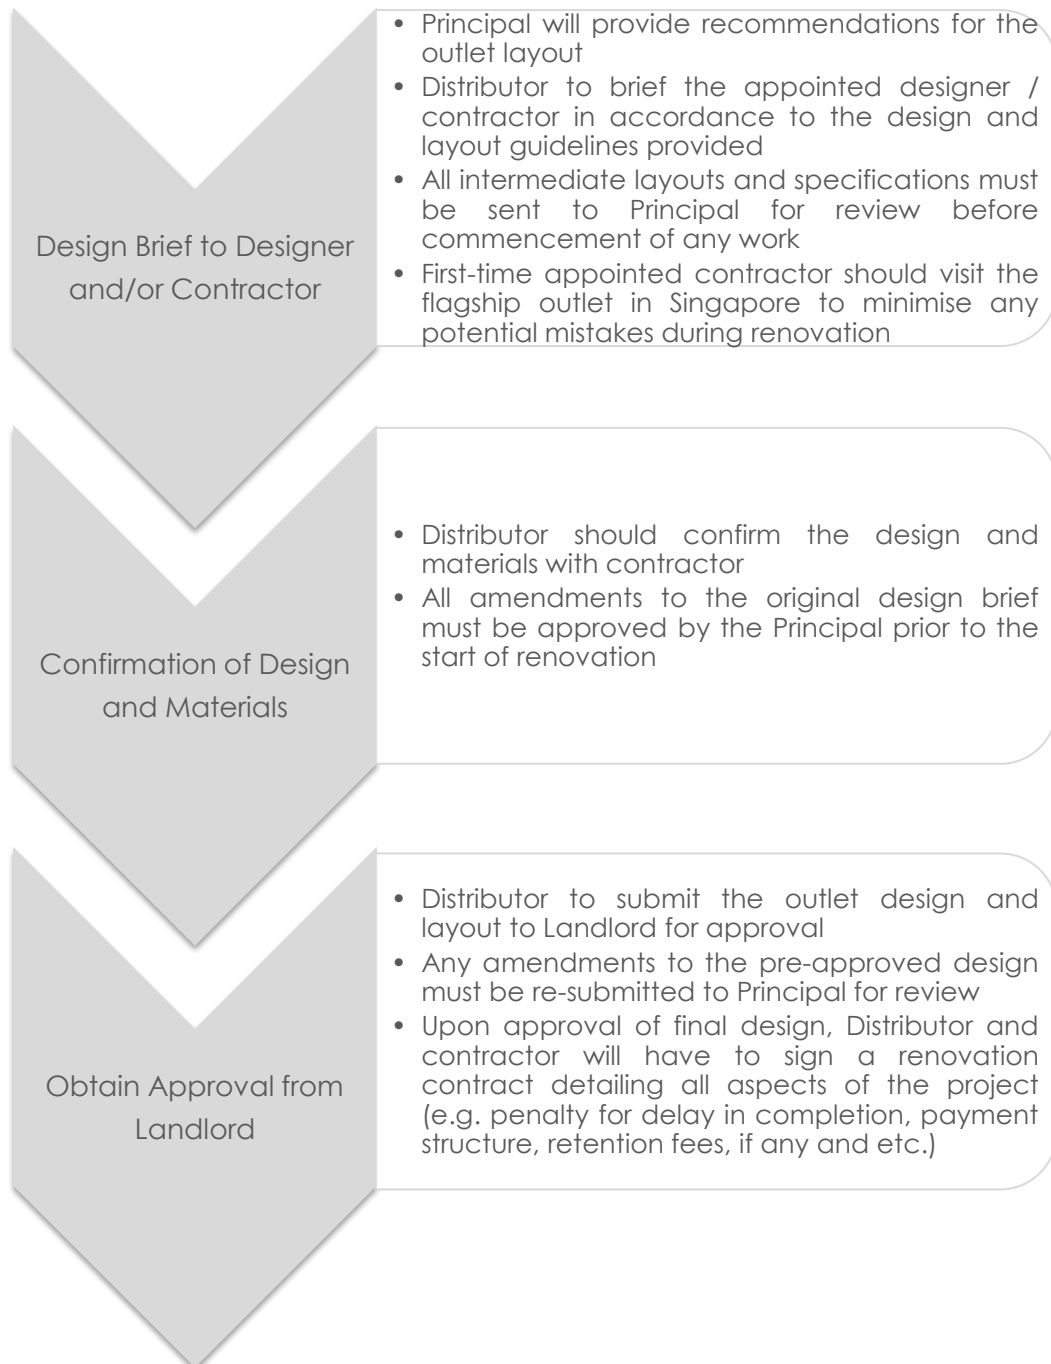 Design Brief to Designer
and/or Contractor
• Principal will provide recommendations for the
outlet layout
• Distributor to brief the appointed designer /
contractor in accordance to the design and
layout guidelines provided
• All intermediate layouts and specifications must
be sent to Principal for review before
commencement of any work
• First-time appointed contractor should visit the
flagship outlet in Singapore to minimise any
potential mistakes during renovation
Confirmation of Design
and Materials
• Distributor should confirm the design and
materials with contractor
• All amendments to the original design brief
must be approved by the Principal prior to the
start of renovation
Obtain Approval from
Landlord
• Distributor to submit the outlet design and
layout to Landlord for approval
• Any amendments to the pre-approved design
must be re-submitted to Principal for review
• Upon approval of final design, Distributor and
contractor will have to sign a renovation
contract detailing all aspects of the project
(e.g. penalty for delay in completion, payment
structure, retention fees, if any and etc.)